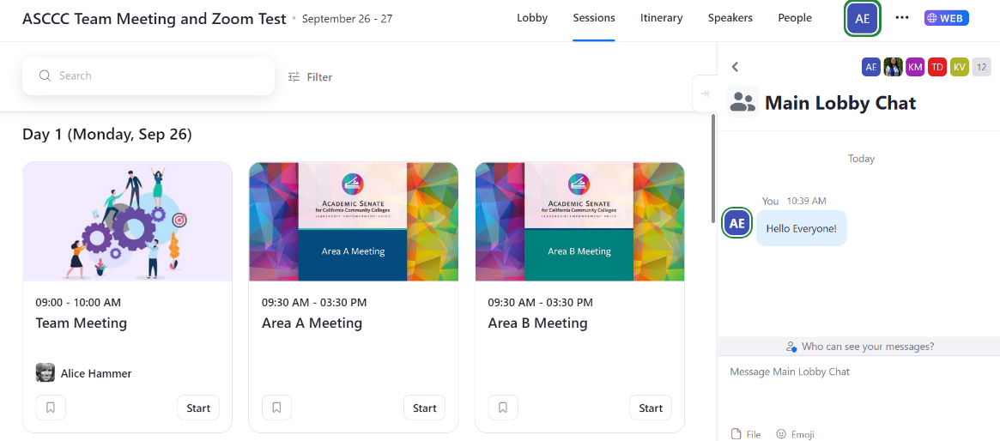 ASCCC Team Meeting and Zoom Test • September 26 - 27
Lobby
Sessions
Itinerary
Speakers
People
AE
WEB
Search
Filter
Day 1 (Monday, Sep 26)
09:00 - 10:00 AM
Team Meeting
Alice Hammer
Start
ACADEMIC SENATE
for California Community Colleges
LEADERSHIP. EMPOWERMENT. VOICE.
Area A Meeting
09:30 AM - 03:30 PM
Area A Meeting
Start
ACADEMIC SENATE
for California Community Colleges
LEADERSHIP. EMPOWERMENT. VOICE.
Area B Meeting
09:30 AM - 03:30 PM
Area B Meeting
Start
AE KM TD KV 12
Main Lobby Chat
Today
You 10:39 AM
AE
Hello Everyone!
Who can see your messages?
Message Main Lobby Chat
File
Emoji